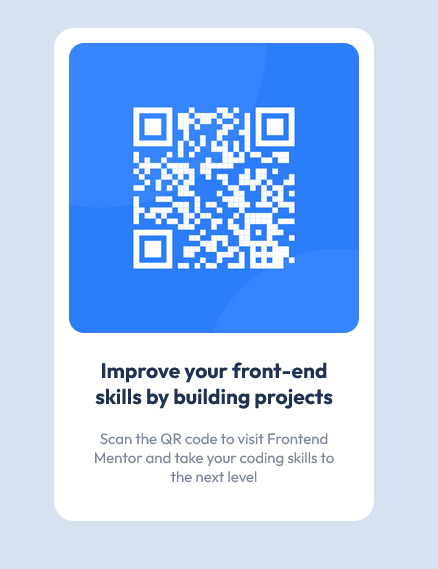 Improve your front-end
skills by building projects
Scan the QR code to visit Frontend
Mentor and take your coding skills to
the next level